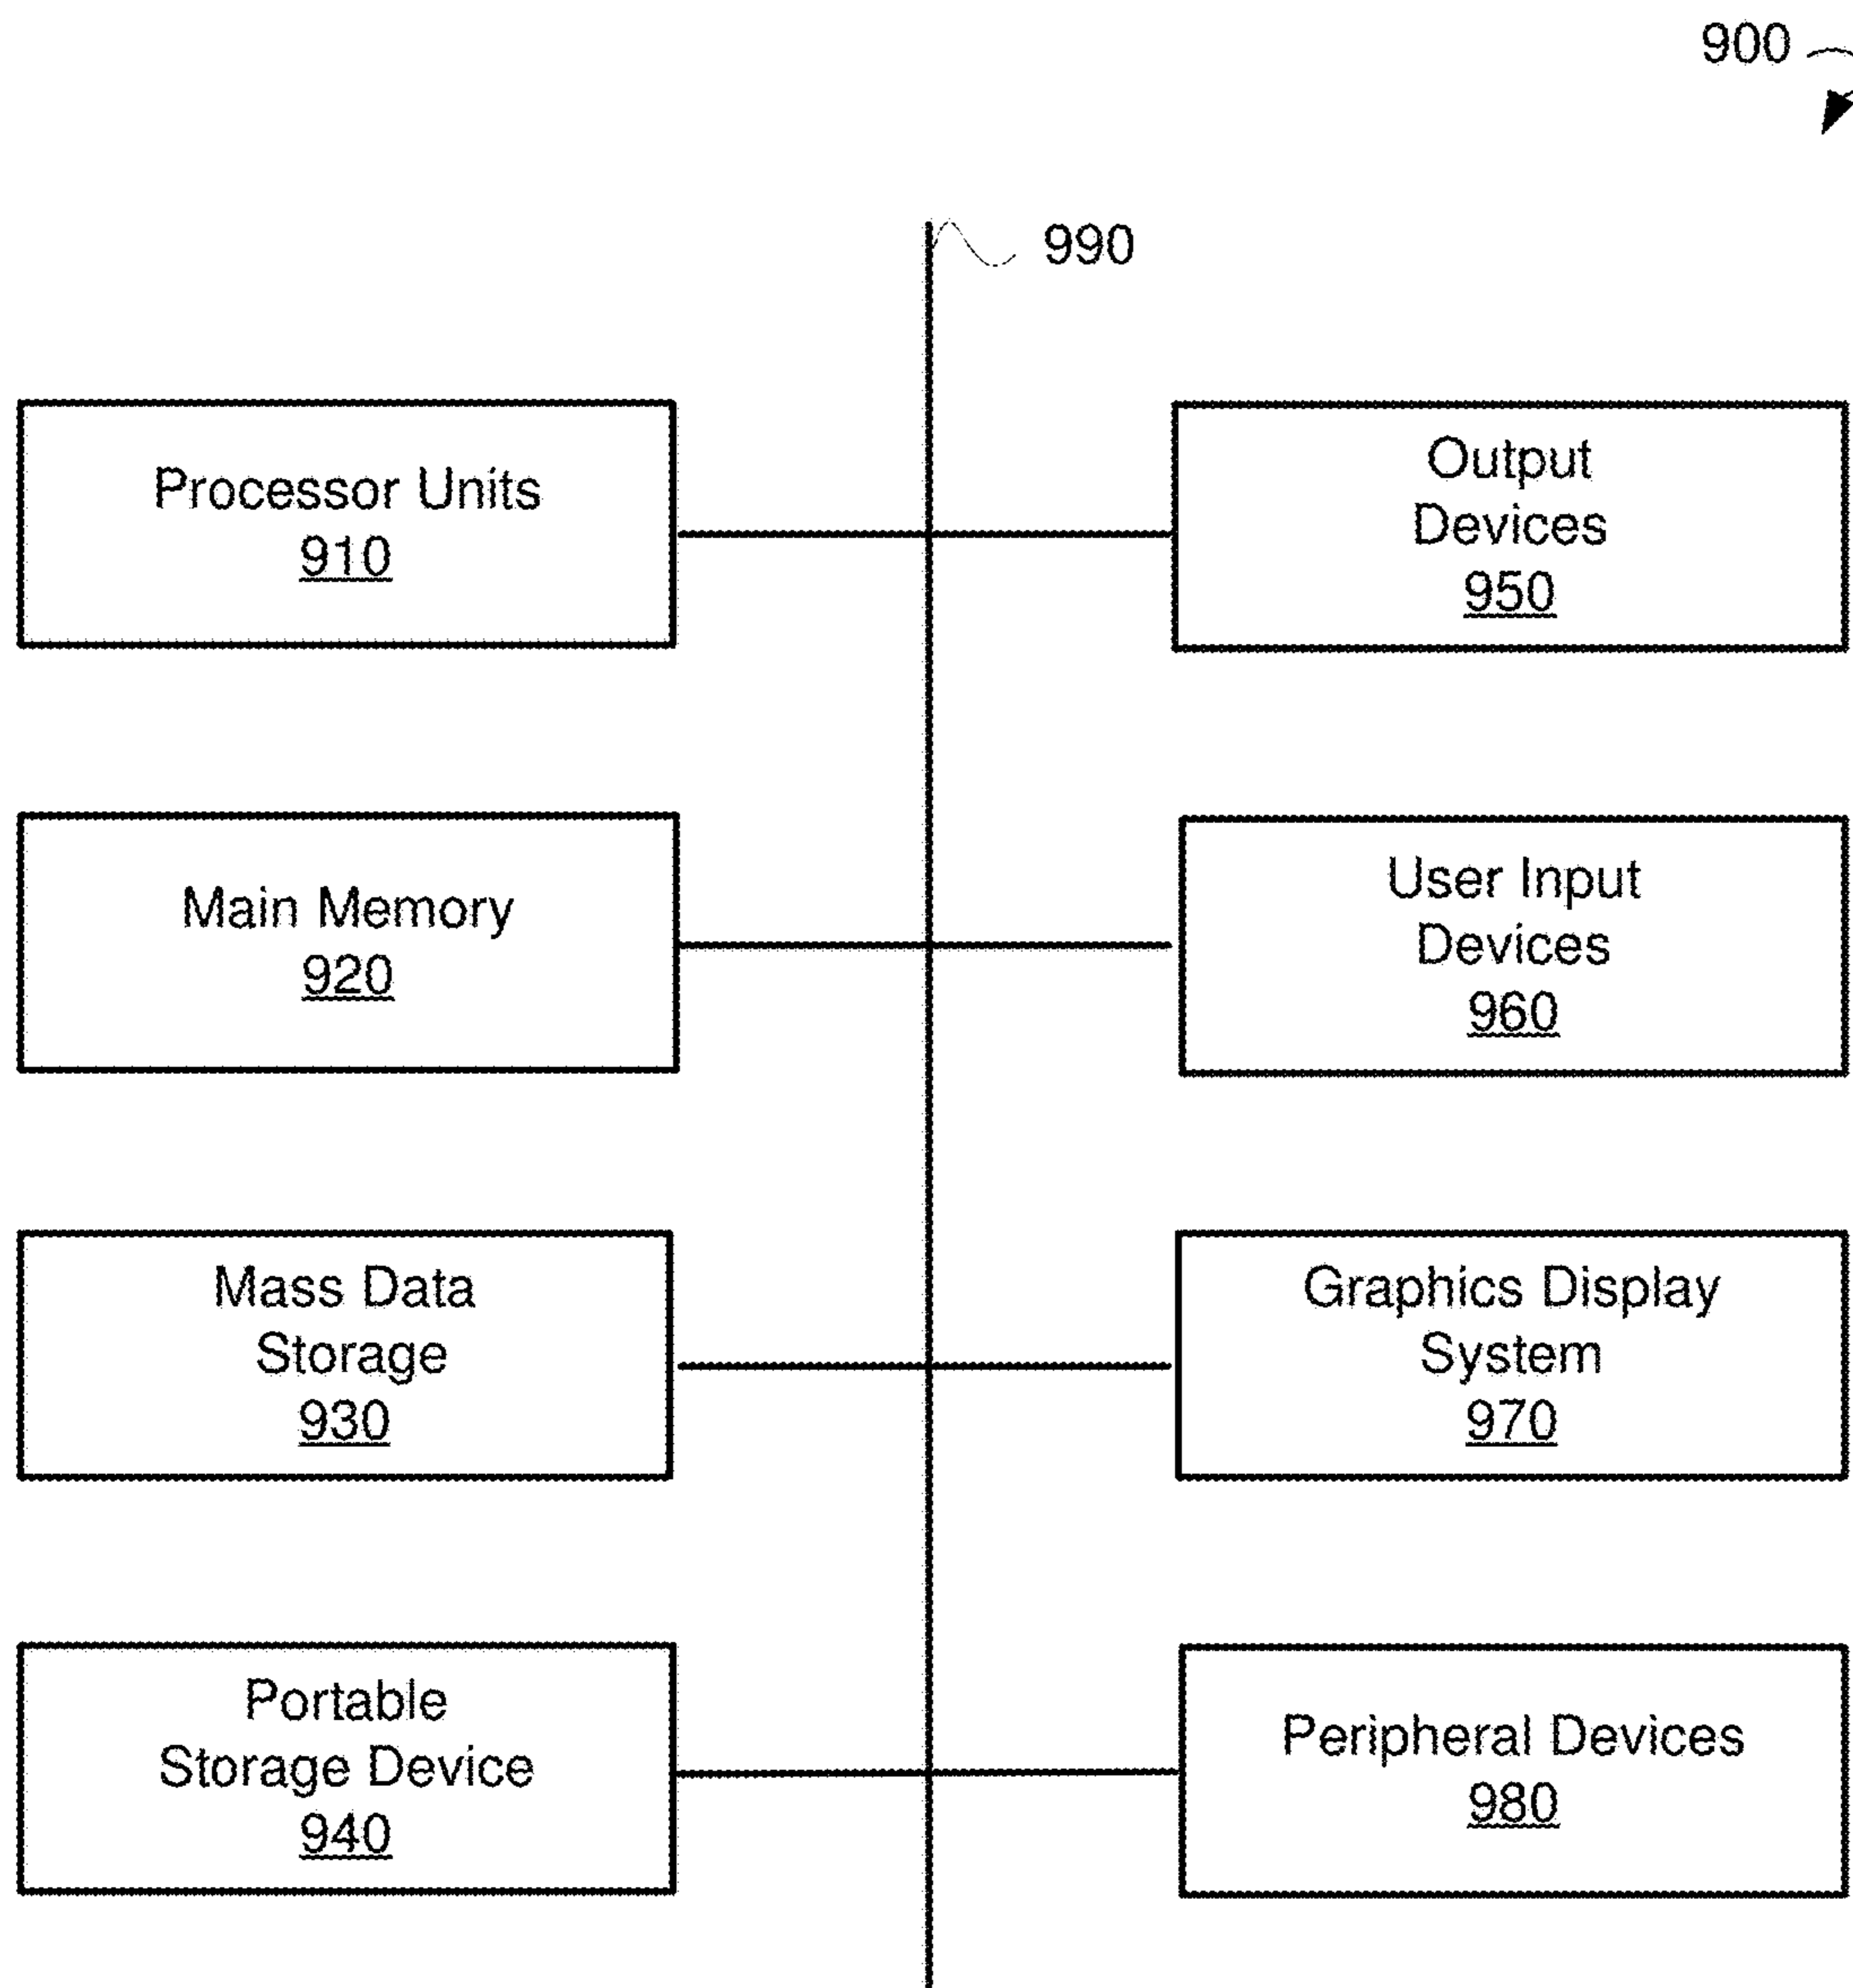 900
990
Processor Units
910
Output
Devices
950
Main Memory
920
User Input
Devices
960
Mass Data
Storage
930
Graphics Display
System
970
Portable
Storage Device
940
Peripheral Devices
980